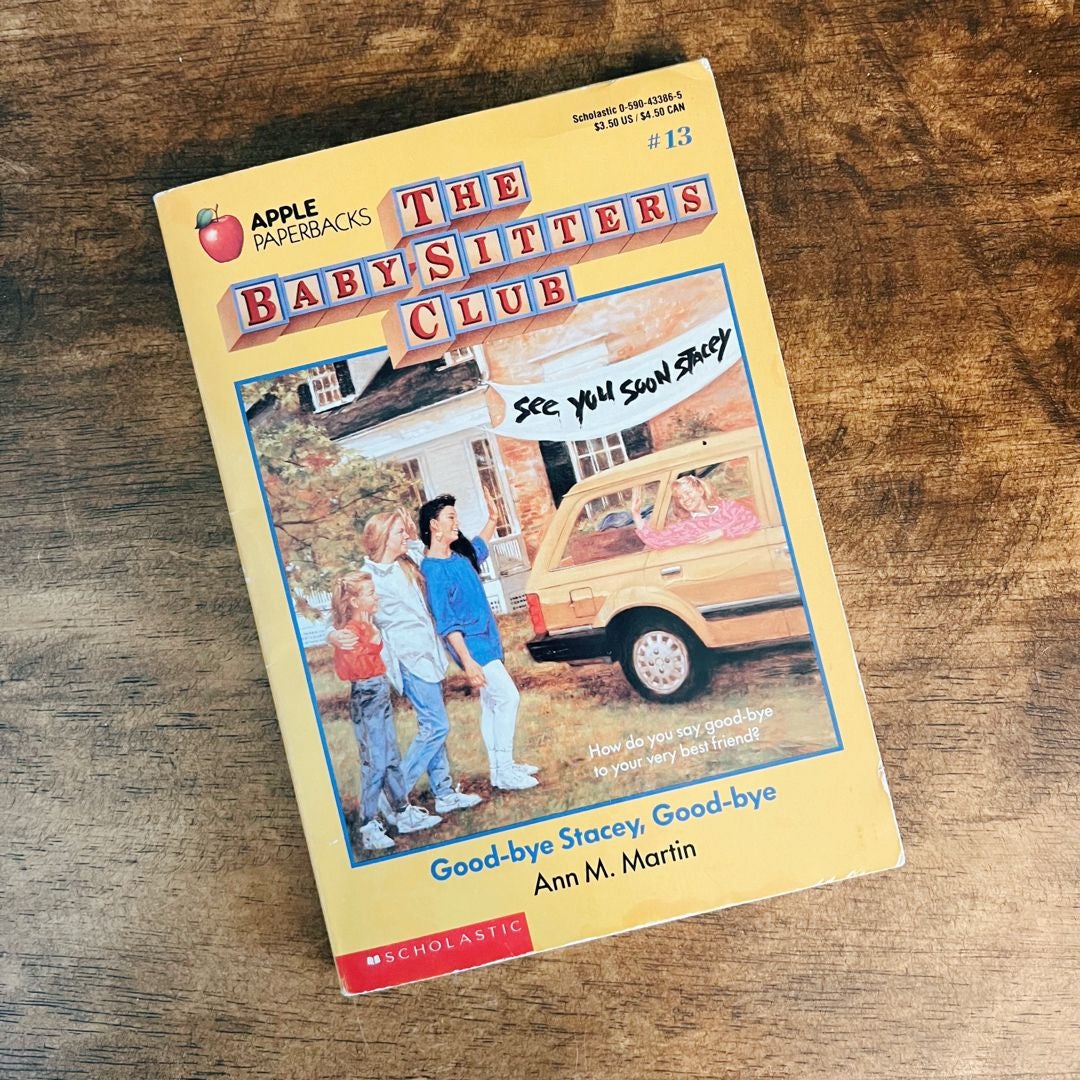 Scholastic 0-590-43386-5
$3.50 US / $4.50 CAN
#13
APPLE
PAPERBACKS
THE
BABY-SITTERS
CLUB
SEE YOU SOON STACEY
How do you say good-bye
to your very best friend?
Good-bye Stacey, Good-bye
Ann M. Martin
SCHOLASTIC